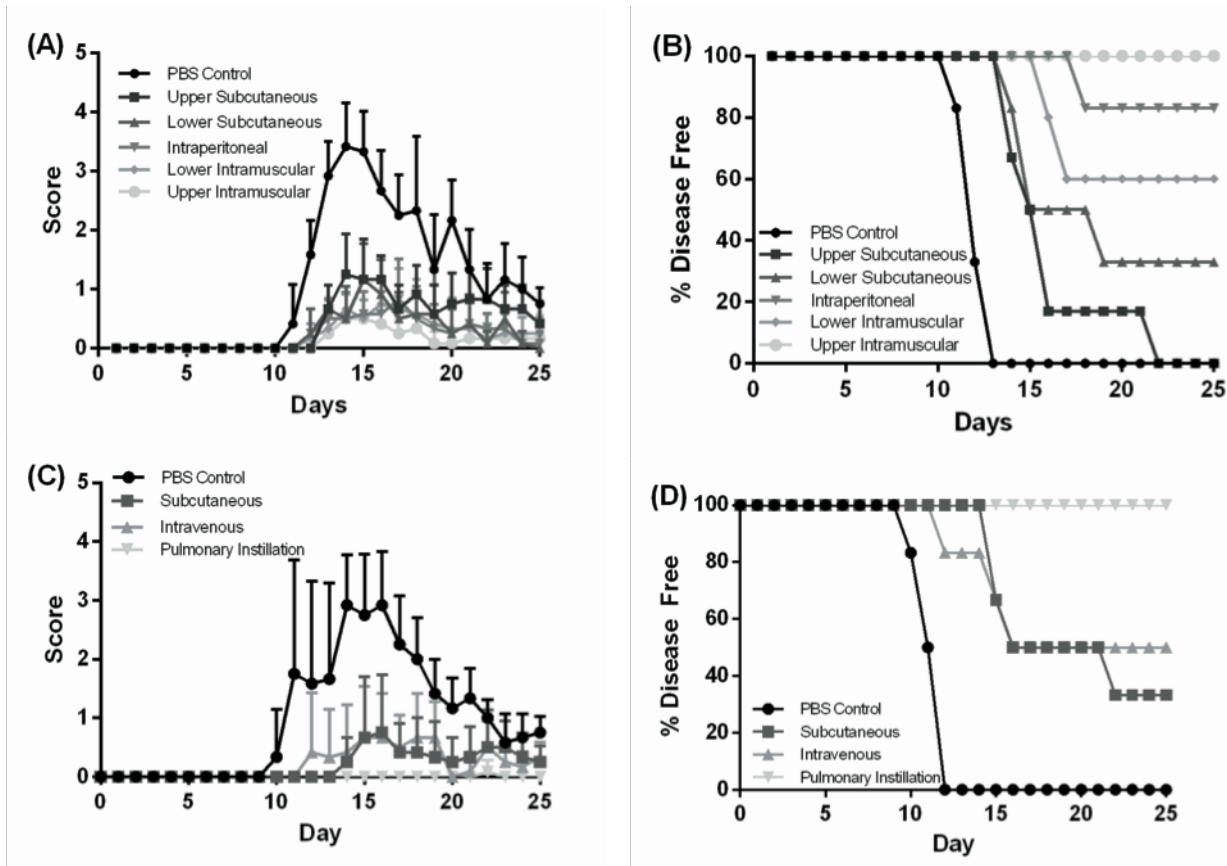 (A)
5
4
3
2
1
0
Score
PBS Control
Upper Subcutaneous
Lower Subcutaneous
Intraperitoneal
Lower Intramuscular
Upper Intramuscular
0 5 10 15 20 25
Days
(B)
100
80
60
40
20
0
% Disease Free
PBS Control
Upper Subcutaneous
Lower Subcutaneous
Intraperitoneal
Lower Intramuscular
Upper Intramuscular
0 5 10 15 20 25
Days
(C)
5
4
3
2
1
0
Score
PBS Control
Subcutaneous
Intravenous
Pulmonary Instillation
0 5 10 15 20 25
Day
(D)
100
80
60
40
20
0
% Disease Free
PBS Control
Subcutaneous
Intravenous
Pulmonary Instillation
0 5 10 15 20 25
Day